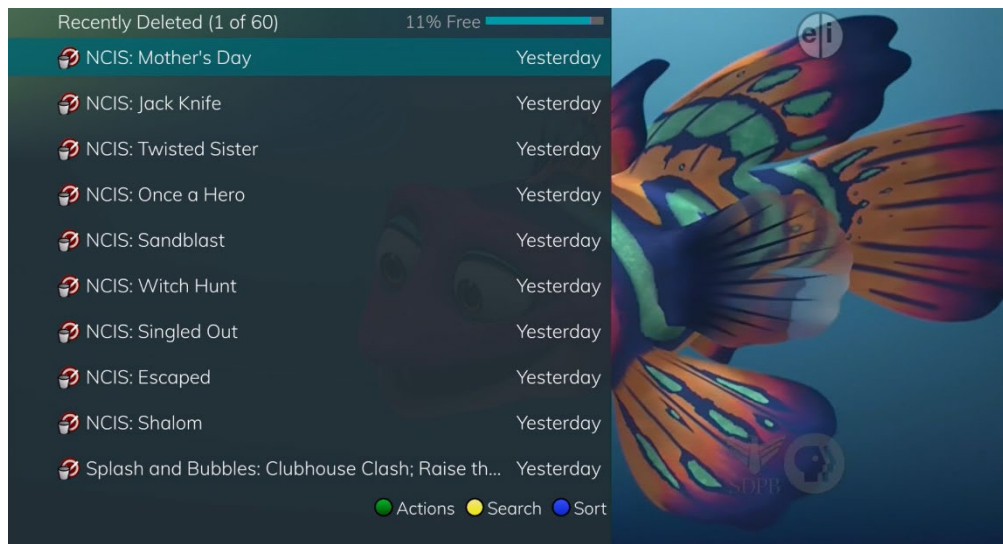 Recently Deleted (1 of 60) 11% Free
NCIS: Mother's Day Yesterday
NCIS: Jack Knife Yesterday
NCIS: Twisted Sister Yesterday
NCIS: Once a Hero Yesterday
NCIS: Sandblast Yesterday
NCIS: Witch Hunt Yesterday
NCIS: Singled Out Yesterday
NCIS: Escaped Yesterday
NCIS: Shalom Yesterday
Splash and Bubbles: Clubhouse Clash; Raise th... Yesterday
Actions Search Sort
e|i
SDPB